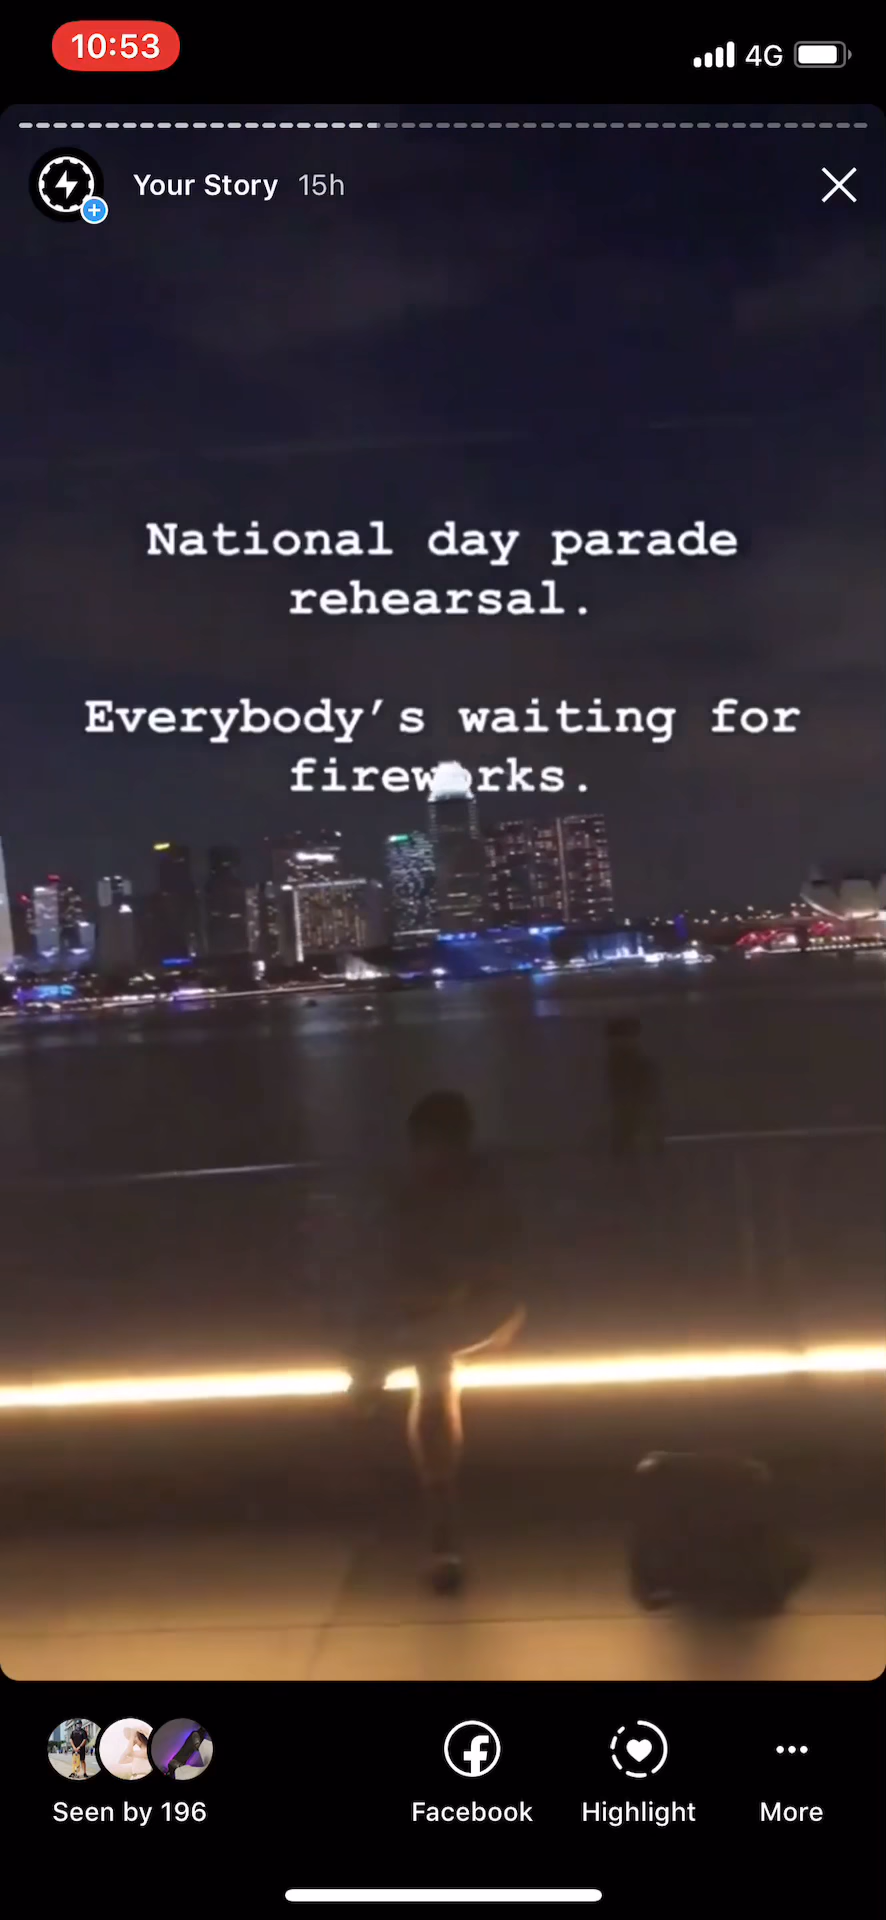 10:53
4G
Your Story 15h
National day parade
rehearsal.
Everybody’s waiting for
fireworks.
Seen by 196
Facebook
Highlight
More